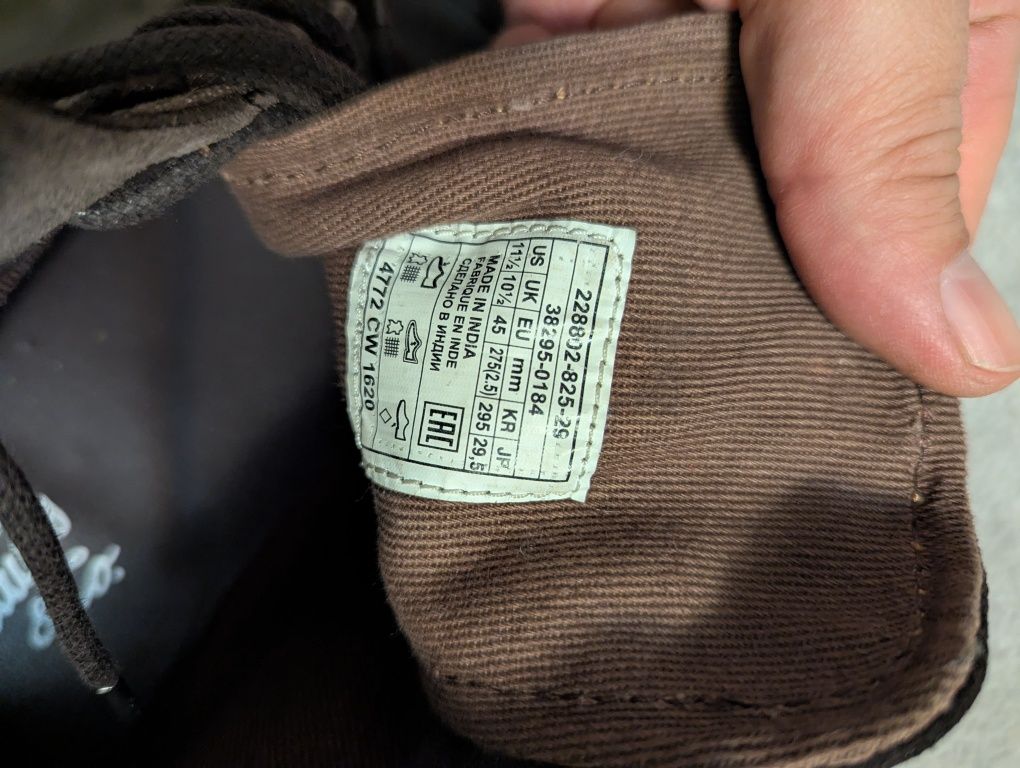 228802-825-29
38295-0184
US UK EU mm KR JP
11½ 10½ 45 275(2.5) 295 29,5
MADE IN INDIA
FABRIQUE EN INDE
СДЕЛАНО В ИНДИИ
EAC
4772 CW 1620